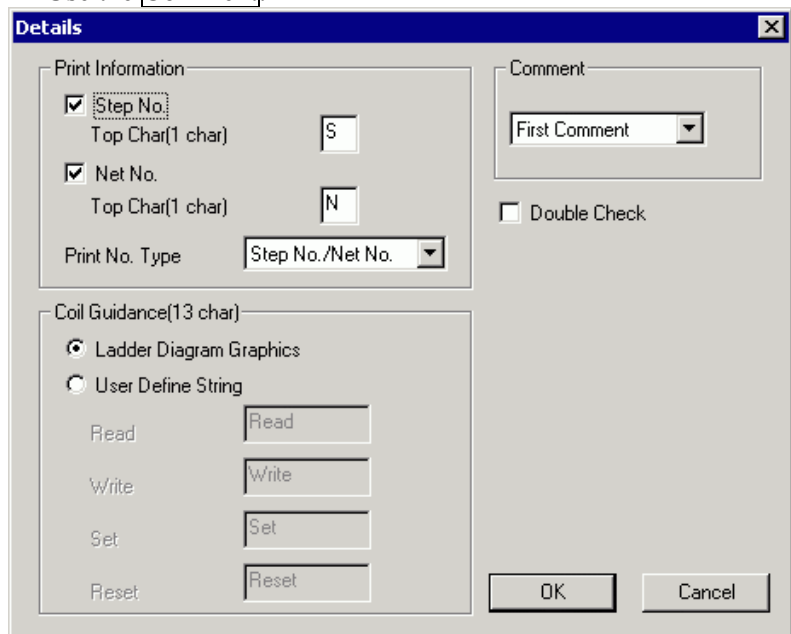 Details
Print Information
Step No.
Top Char(1 char) S
Net No.
Top Char(1 char) N
Print No. Type Step No./Net No.
Comment
First Comment
Double Check
Coil Guidance(13 char)
Ladder Diagram Graphics
User Define String
Read Read
Write Write
Set Set
Reset Reset
OK Cancel